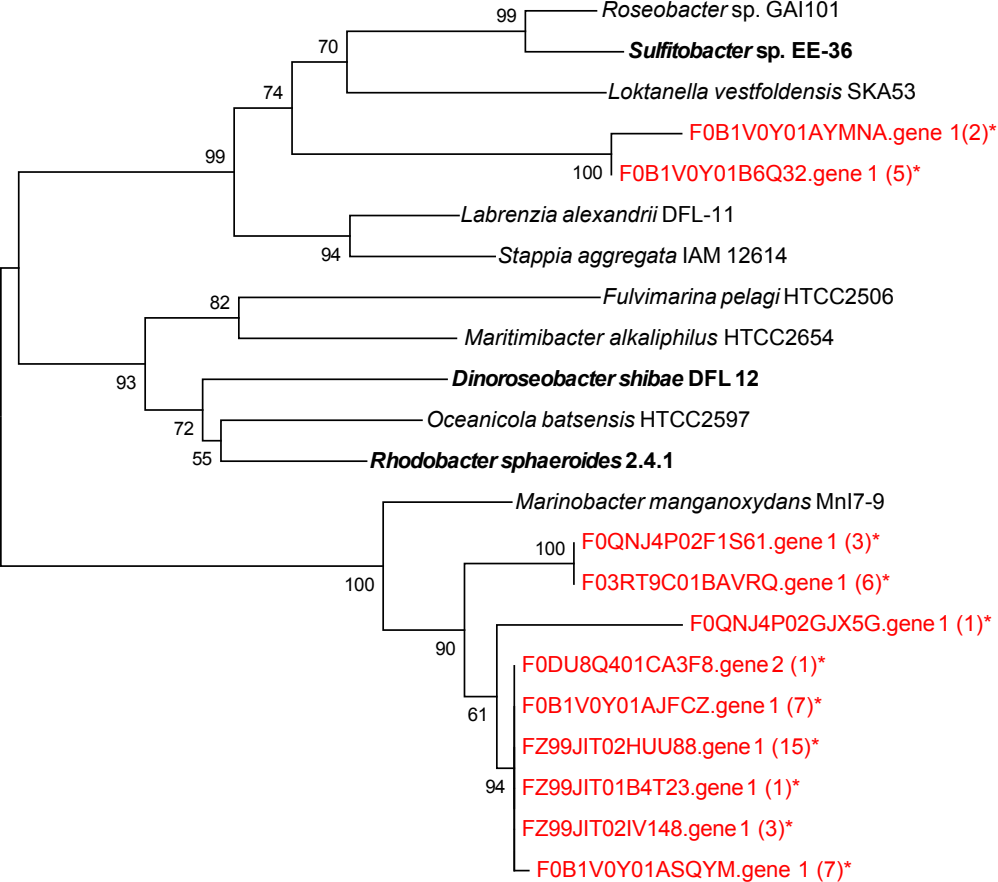 Roseobacter sp. GAI101
99
Sulfitobacter sp. EE-36
70
Loktanella vestfoldensis SKA53
74
F0B1V0Y01AYMNA.gene 1(2)*
99
100
F0B1V0Y01B6Q32.gene 1 (5)*
Labrenzia alexandrii DFL-11
94
Stappia aggregata IAM 12614
82
Fulvimarina pelagi HTCC2506
Maritimibacter alkaliphilus HTCC2654
93
Dinoroseobacter shibae DFL 12
72
Oceanicola batsensis HTCC2597
55
Rhodobacter sphaeroides 2.4.1
Marinobacter manganoxydans MnI7-9
100
F0QNJ4P02F1S61.gene 1 (3)*
100
F03RT9C01BAVRQ.gene 1 (6)*
F0QNJ4P02GJX5G.gene 1 (1)*
90
F0DU8Q401CA3F8.gene 2 (1)*
F0B1V0Y01AJFCZ.gene 1 (7)*
61
FZ99JIT02HUU88.gene 1 (15)*
94
FZ99JIT01B4T23.gene 1 (1)*
FZ99JIT02IV148.gene 1 (3)*
F0B1V0Y01ASQYM.gene 1 (7)*